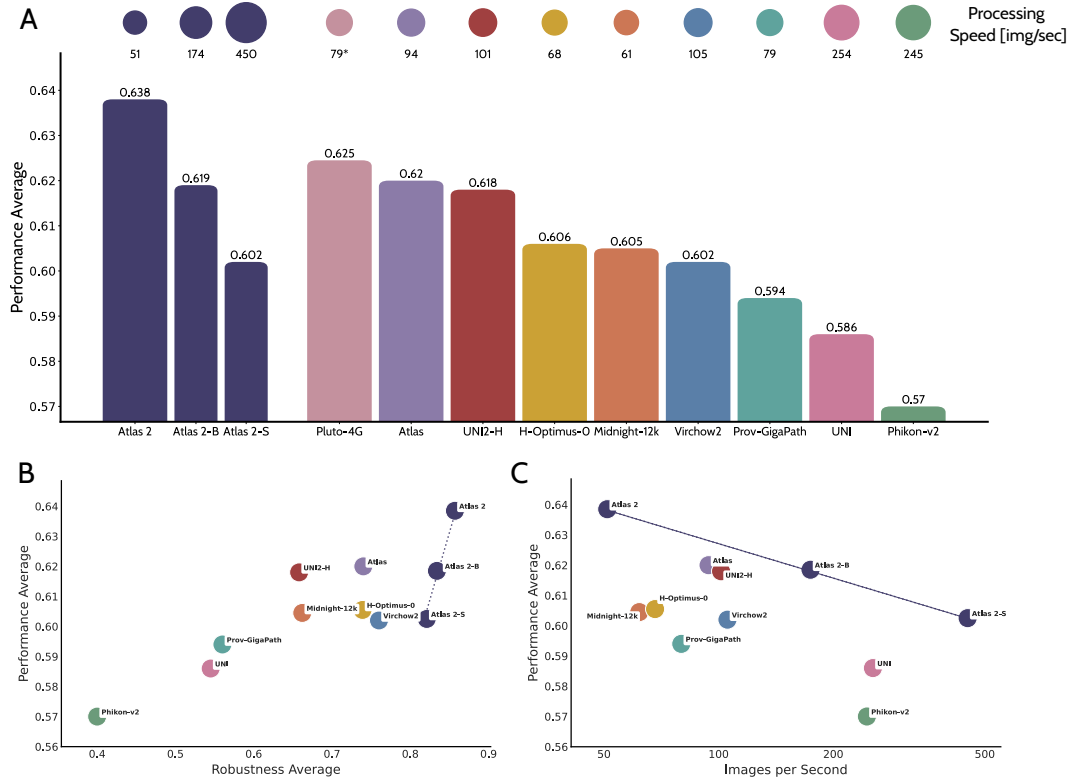 A
Processing
Speed [img/sec]
51 174 450 79* 94 101 68 61 105 79 254 245
Performance Average
0.64
0.63
0.62
0.61
0.60
0.59
0.58
0.57
0.638
0.619
0.602
0.625
0.62
0.618
0.606
0.605
0.602
0.594
0.586
0.57
Atlas 2 Atlas 2-B Atlas 2-S Pluto-4G Atlas UNI2-H H-Optimus-0 Midnight-12k Virchow2 Prov-GigaPath UNI Phikon-v2
B
Performance Average
0.64
0.63
0.62
0.61
0.60
0.59
0.58
0.57
0.56
Atlas 2
Atlas
UNI2-H
Atlas 2-B
Midnight-12k
H-Optimus-0
Virchow2
Atlas 2-S
Prov-GigaPath
UNI
Phikon-v2
0.4 0.5 0.6 0.7 0.8 0.9
Robustness Average
C
Performance Average
0.64
0.63
0.62
0.61
0.60
0.59
0.58
0.57
0.56
Atlas 2
Atlas
UNI2-H
Atlas 2-B
H-Optimus-0
Midnight-12k
Virchow2
Atlas 2-S
Prov-GigaPath
UNI
Phikon-v2
50 100 200 500
Images per Second